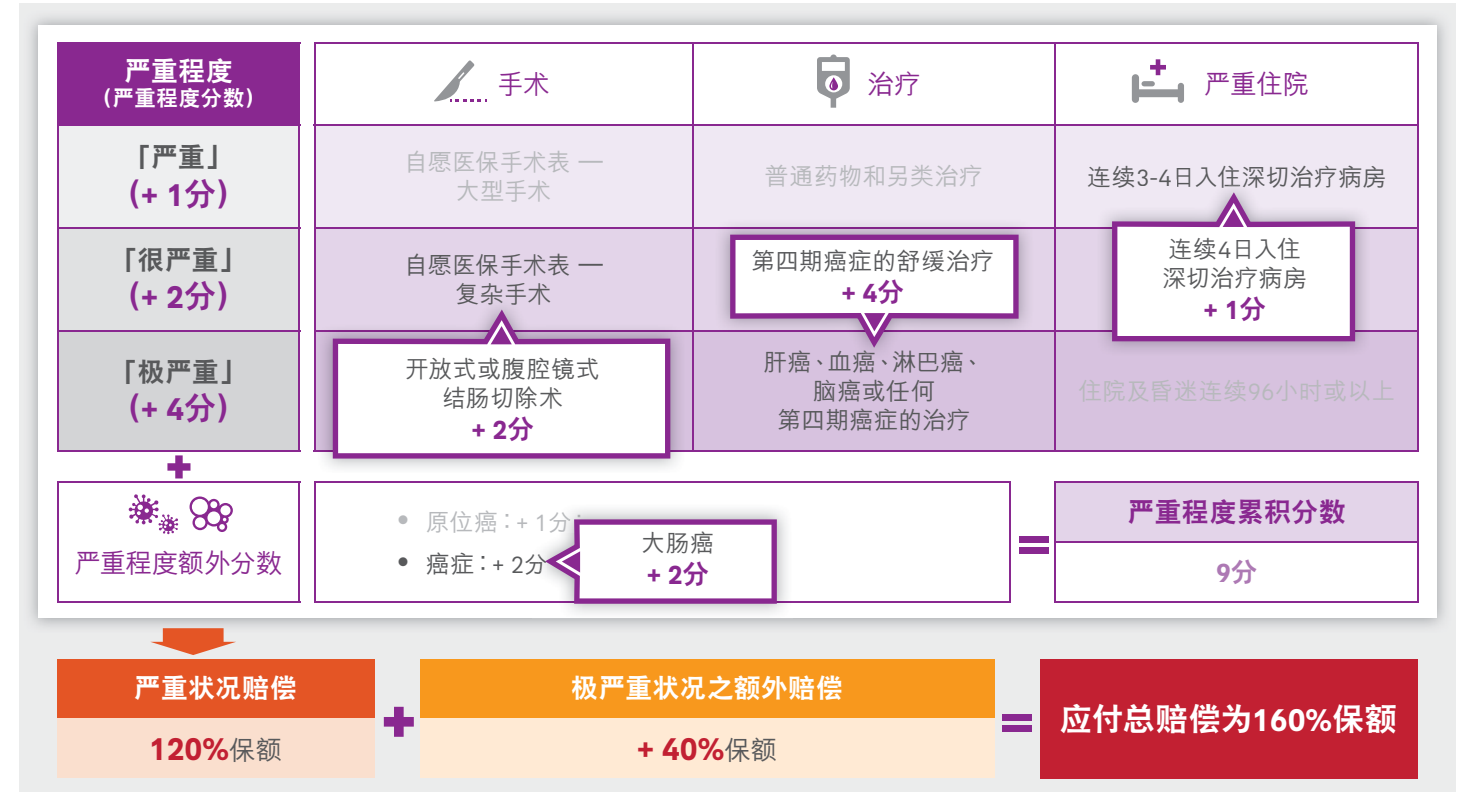 严重程度
(严重程度分数)
手术
治疗
严重住院
「严重」
(+ 1分)
自愿医保手术表 —
大型手术
普通药物和另类治疗
连续3-4日入住深切治疗病房
「很严重」
(+ 2分)
自愿医保手术表 —
复杂手术
第四期癌症的舒缓治疗
+ 4分
连续4日入住
深切治疗病房
+ 1分
「极严重」
(+ 4分)
开放式或腹腔镜式
结肠切除术
+ 2分
肝癌、血癌、淋巴癌、
脑癌或任何
第四期癌症的治疗
住院及昏迷连续96小时或以上
严重程度额外分数
• 原位癌：+ 1分
• 癌症：+ 2分
大肠癌
+ 2分
严重程度累积分数
9分
严重状况赔偿
120%保额
极严重状况之额外赔偿
+ 40%保额
应付总赔偿为160%保额